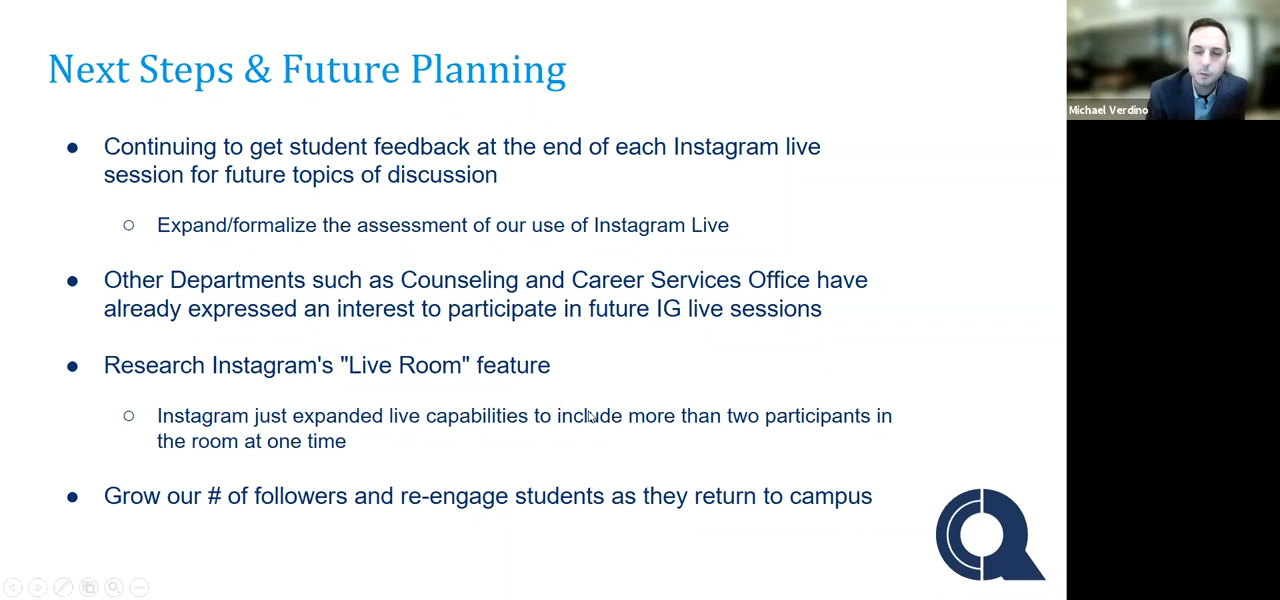 Next Steps & Future Planning
Michael Verdino
● Continuing to get student feedback at the end of each Instagram live
session for future topics of discussion
○ Expand/formalize the assessment of our use of Instagram Live
● Other Departments such as Counseling and Career Services Office have
already expressed an interest to participate in future IG live sessions
● Research Instagram's "Live Room" feature
○ Instagram just expanded live capabilities to include more than two participants in
the room at one time
● Grow our # of followers and re-engage students as they return to campus